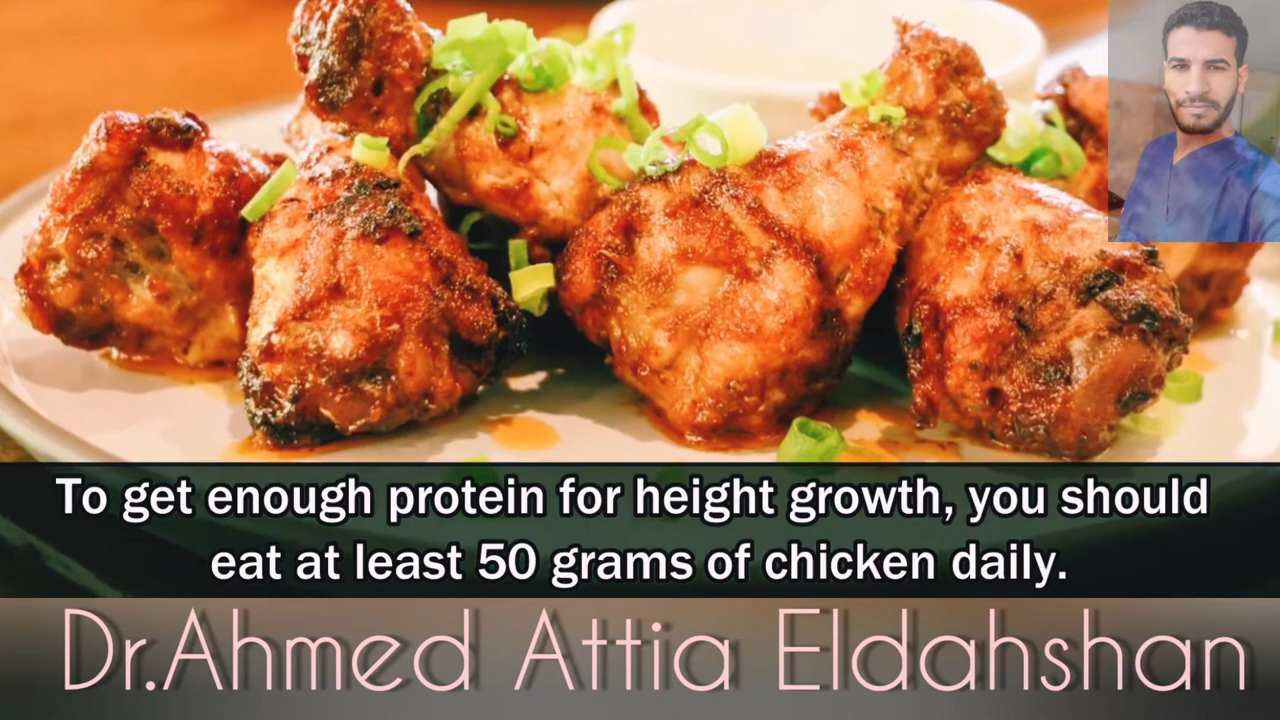 To get enough protein for height growth, you should
eat at least 50 grams of chicken daily.
Dr.Ahmed Attia Eldahshan